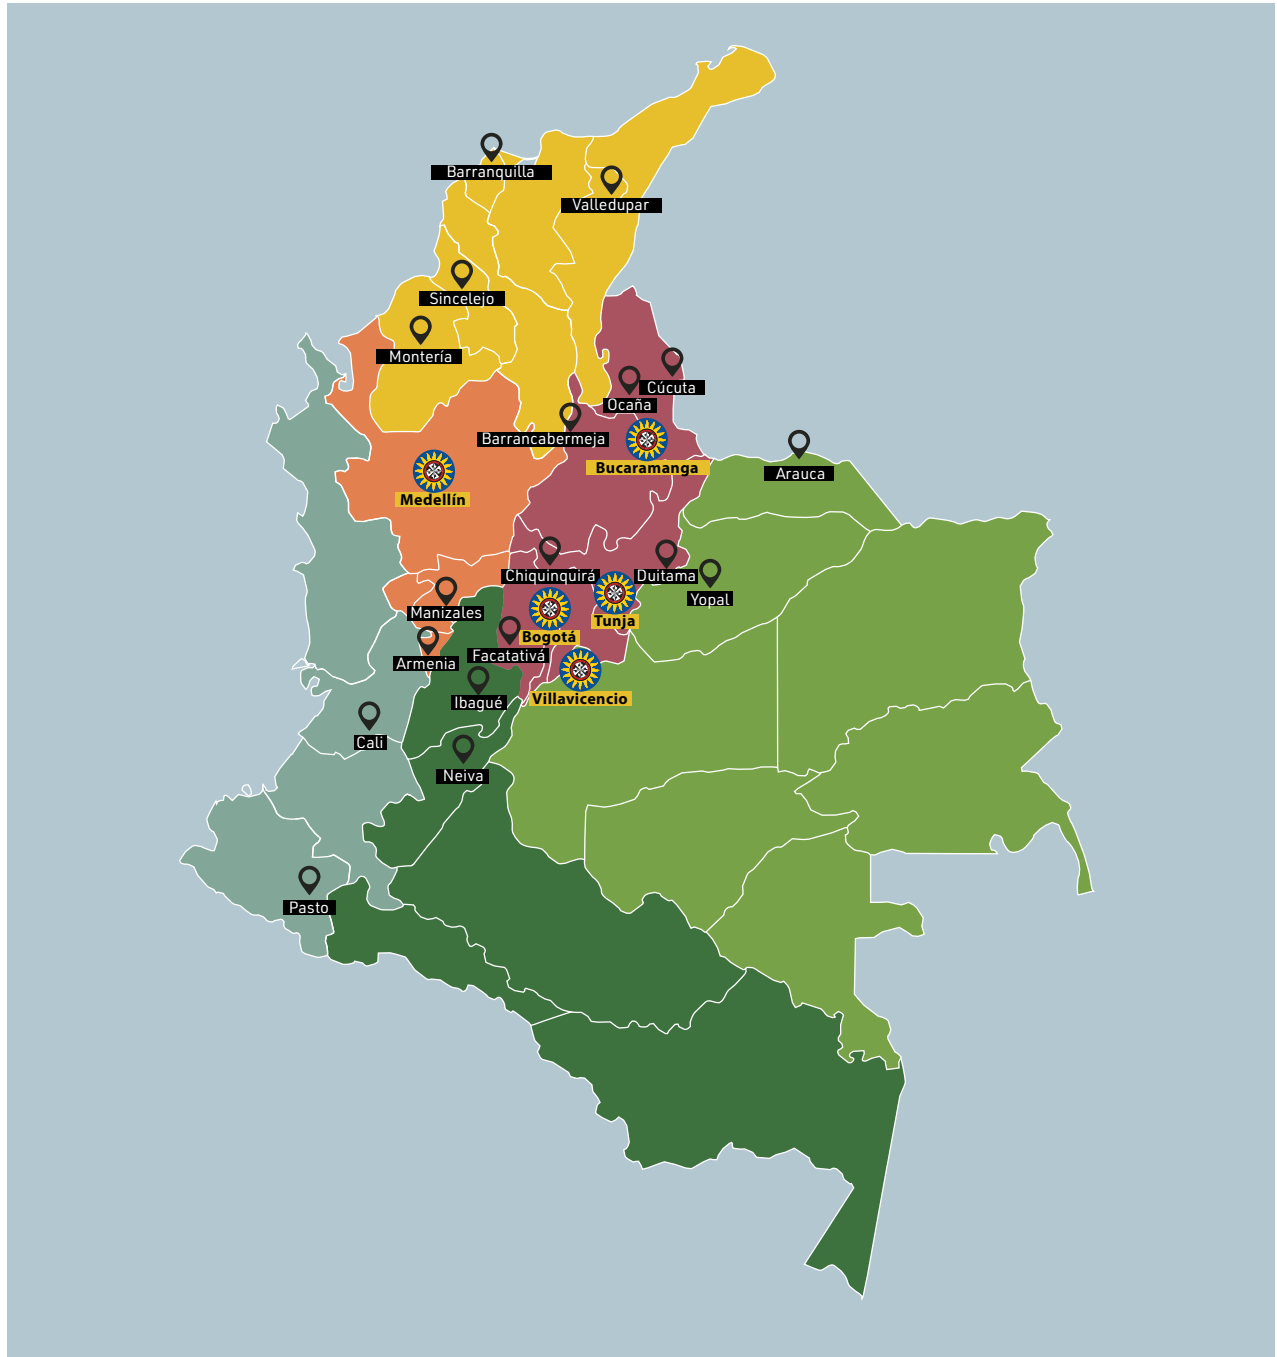 Barranquilla
Valledupar
Sincelejo
Montería
Cúcuta
Ocaña
Barrancabermeja
Bucaramanga
Arauca
Medellín
Chiquinquirá
Duitama
Yopal
Manizales
Tunja
Bogotá
Facatativá
Armenia
Villavicencio
Ibagué
Cali
Neiva
Pasto